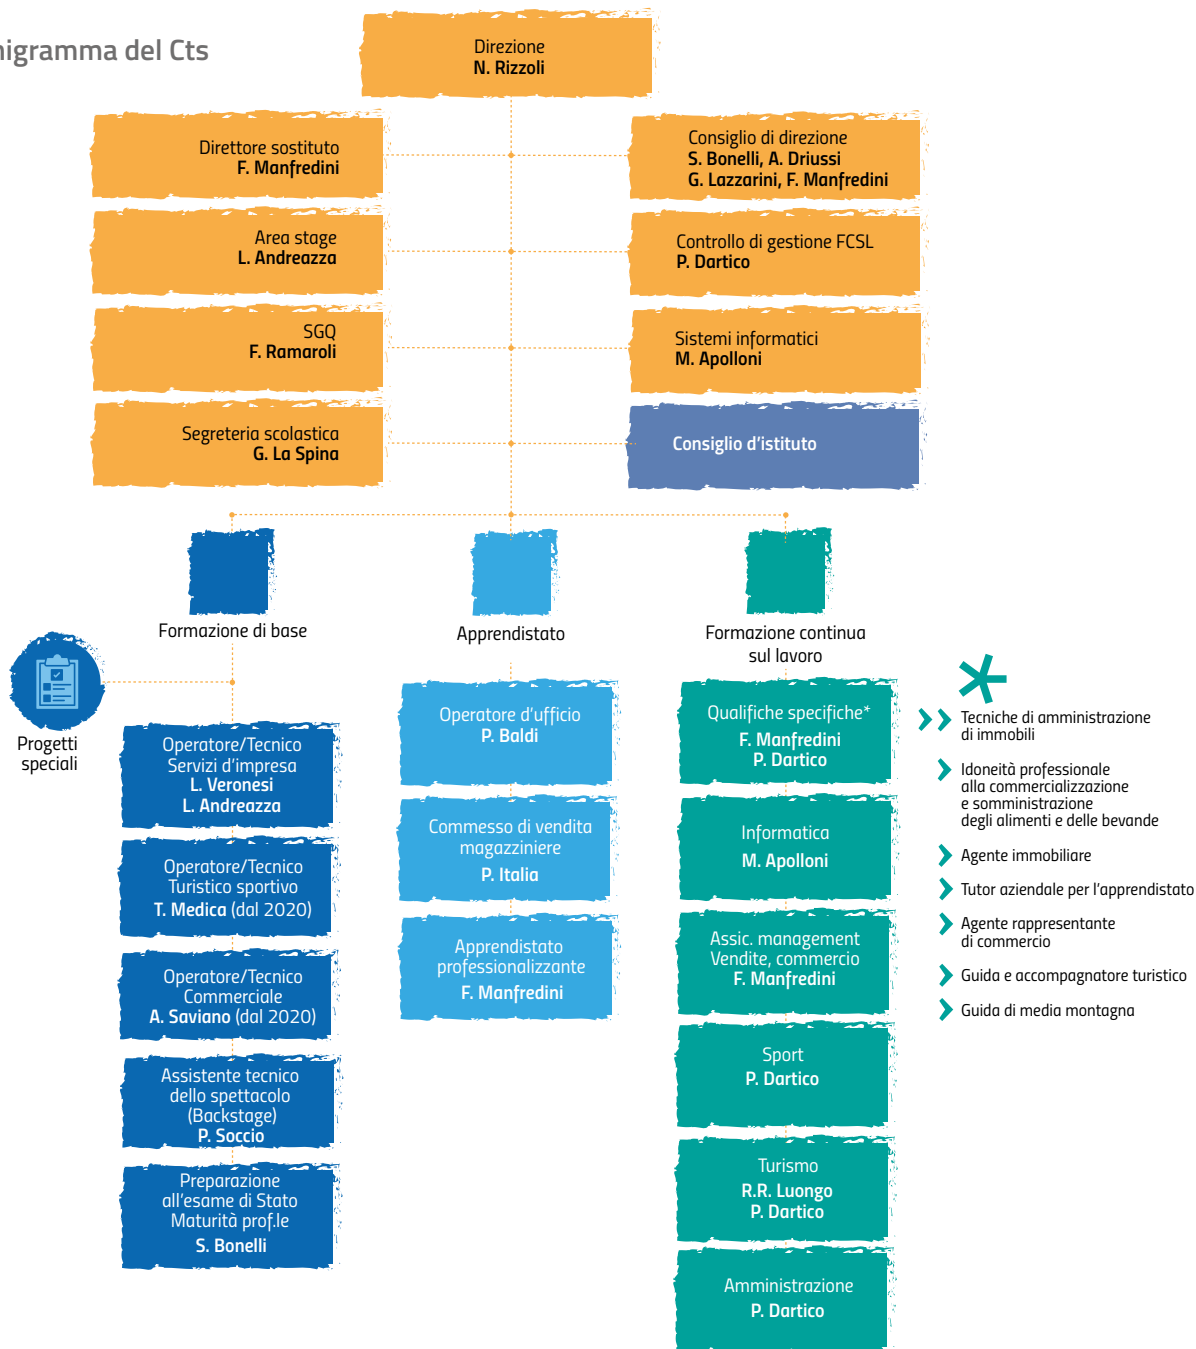 nigramma del Cts
Direzione
N. Rizzoli
Direttore sostituto
F. Manfredini
Consiglio di direzione
S. Bonelli, A. Driussi
G. Lazzarini, F. Manfredini
Area stage
L. Andreazza
Controllo di gestione FCSL
P. Dartico
SGQ
F. Ramaroli
Sistemi informatici
M. Apolloni
Segreteria scolastica
G. La Spina
Consiglio d'istituto
Formazione di base
Apprendistato
Formazione continua
sul lavoro
Progetti
speciali
Operatore/Tecnico
Servizi d'impresa
L. Veronesi
L. Andreazza
Operatore/Tecnico
Turistico sportivo
T. Medica (dal 2020)
Operatore/Tecnico
Commerciale
A. Saviano (dal 2020)
Assistente tecnico
dello spettacolo
(Backstage)
P. Soccio
Preparazione
all'esame di Stato
Maturità prof.le
S. Bonelli
Operatore d'ufficio
P. Baldi
Commesso di vendita
magazziniere
P. Italia
Apprendistato
professionalizzante
F. Manfredini
Qualifiche specifiche*
F. Manfredini
P. Dartico
Informatica
M. Apolloni
Assic. management
Vendite, commercio
F. Manfredini
Sport
P. Dartico
Turismo
R.R. Luongo
P. Dartico
Amministrazione
P. Dartico
Tecniche di amministrazione
di immobili
Idoneità professionale
alla commercializzazione
e somministrazione
degli alimenti e delle bevande
Agente immobiliare
Tutor aziendale per l'apprendistato
Agente rappresentante
di commercio
Guida e accompagnatore turistico
Guida di media montagna